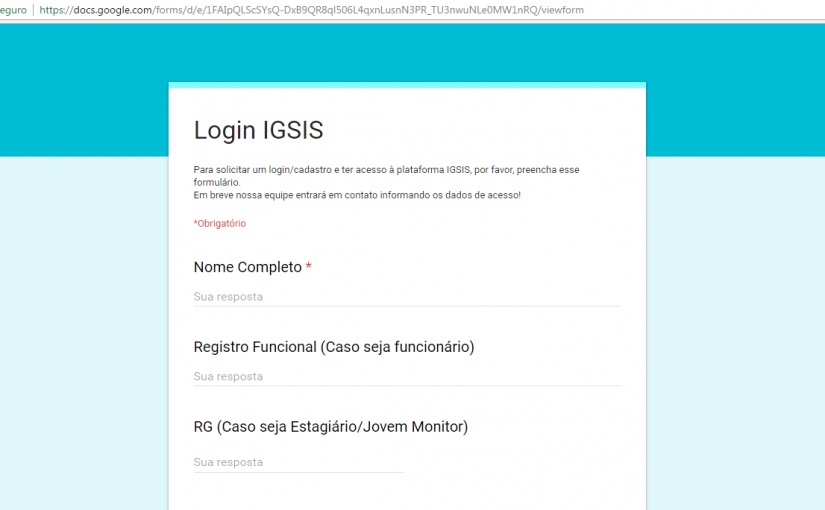 eguro | https://docs.google.com/forms/d/e/1FAIpQLScSYsQ-DxB9QR8ql506L4qxnLusnN3PR_TU3nwuNLe0MW1nRQ/viewform
Login IGSIS
Para solicitar um login/cadastro e ter acesso à plataforma IGSIS, por favor, preencha esse
formulário.
Em breve nossa equipe entrará em contato informando os dados de acesso!
*Obrigatório
Nome Completo *
Sua resposta
Registro Funcional (Caso seja funcionário)
Sua resposta
RG (Caso seja Estagiário/Jovem Monitor)
Sua resposta